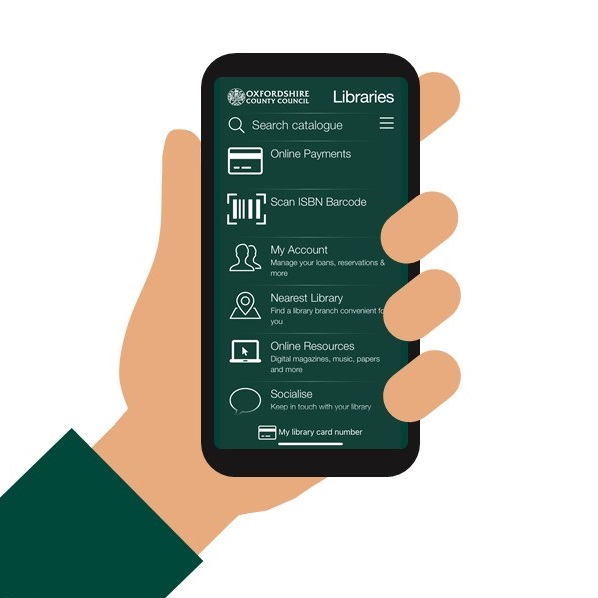 OXFORDSHIRE
COUNTY COUNCIL
Libraries
Search catalogue
Online Payments
Scan ISBN Barcode
My Account
Manage your loans, reservations &
more
Nearest Library
Find a library branch convenient
you
Online Resources
Digital magazines, music, papers
and more
Socialise
Keep in touch with your library
My library card number